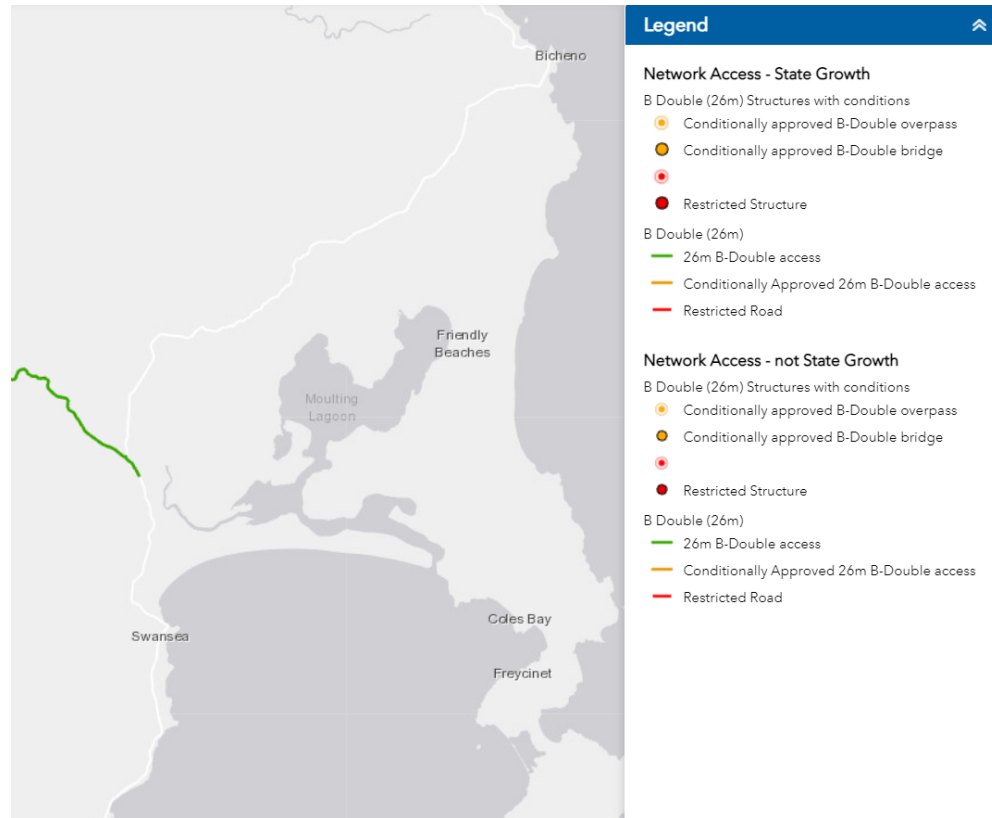 Bicheno
Friendly
Beaches
Moulting
Lagoon
Swansea
Coles Bay
Freycinet
Legend
Network Access - State Growth
B Double (26m) Structures with conditions
Conditionally approved B-Double overpass
Conditionally approved B-Double bridge
Restricted Structure
B Double (26m)
26m B-Double access
Conditionally Approved 26m B-Double access
Restricted Road
Network Access - not State Growth
B Double (26m) Structures with conditions
Conditionally approved B-Double overpass
Conditionally approved B-Double bridge
Restricted Structure
B Double (26m)
26m B-Double access
Conditionally Approved 26m B-Double access
Restricted Road